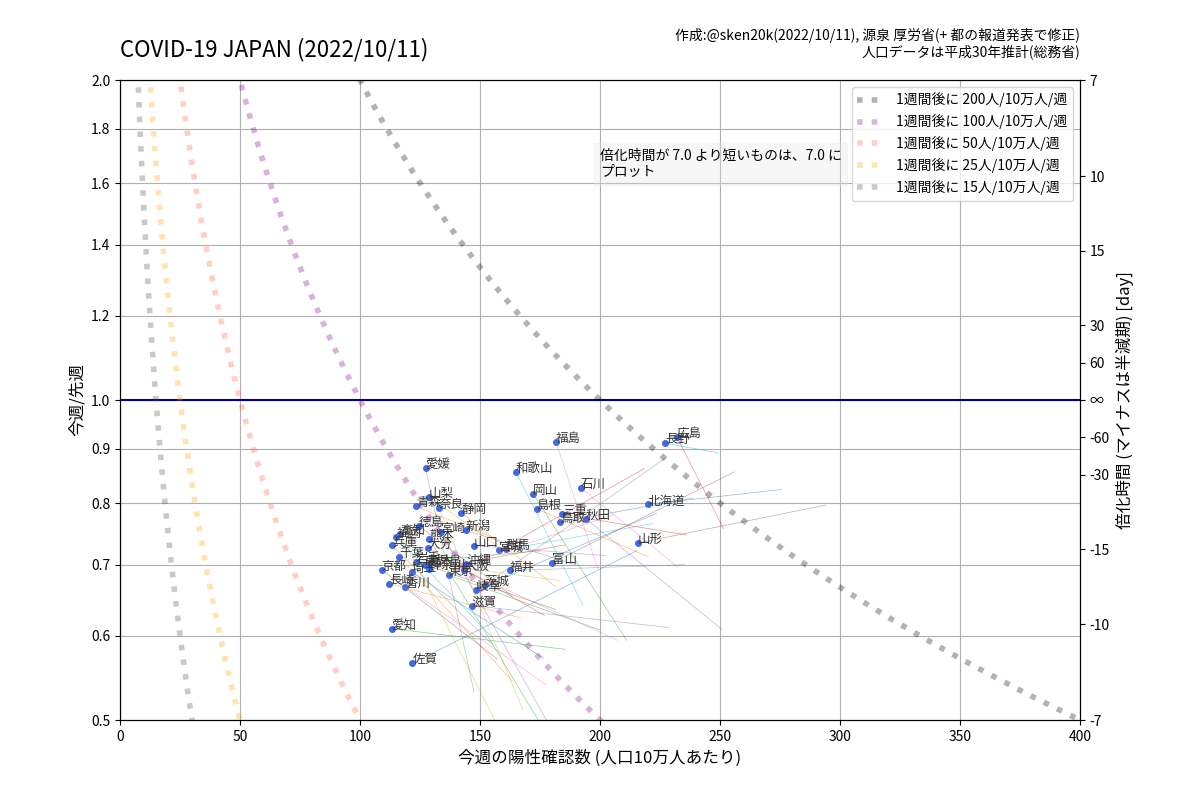 COVID-19 JAPAN (2022/10/11)
作成:@sken20k(2022/10/11), 源泉 厚労省(+ 都の報道発表で修正)
人口データは平成30年推計(総務省)
1週間後に 200人/10万人/週
1週間後に 100人/10万人/週
1週間後に 50人/10万人/週
1週間後に 25人/10万人/週
1週間後に 15人/10万人/週
倍化時間が 7.0 より短いものは、7.0 に
プロット
今週/先週
2.0
1.8
1.6
1.4
1.2
1.0
0.9
0.8
0.7
0.6
0.5
7
10
15
30
60
∞
-60
-30
-15
-10
-7
倍化時間 (マイナスは半減期) [day]
福島
広島
長野
愛媛
和歌山
石川
山梨
岡山
青森
奈良
静岡
島根
三重
鳥取
秋田
北海道
徳島
宮崎
新潟
兵庫
大分
山口
群馬
山形
千葉
沖縄
富山
京都
東京
福井
長崎
香川
茨城
岐阜
滋賀
愛知
佐賀
0
50
100
150
200
250
300
350
400
今週の陽性確認数 (人口10万人あたり)